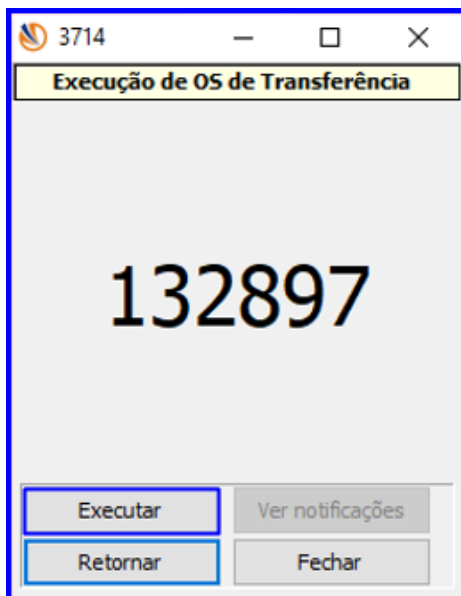 3714
Execução de OS de Transferência
132897
Executar Ver notificações
Retornar Fechar